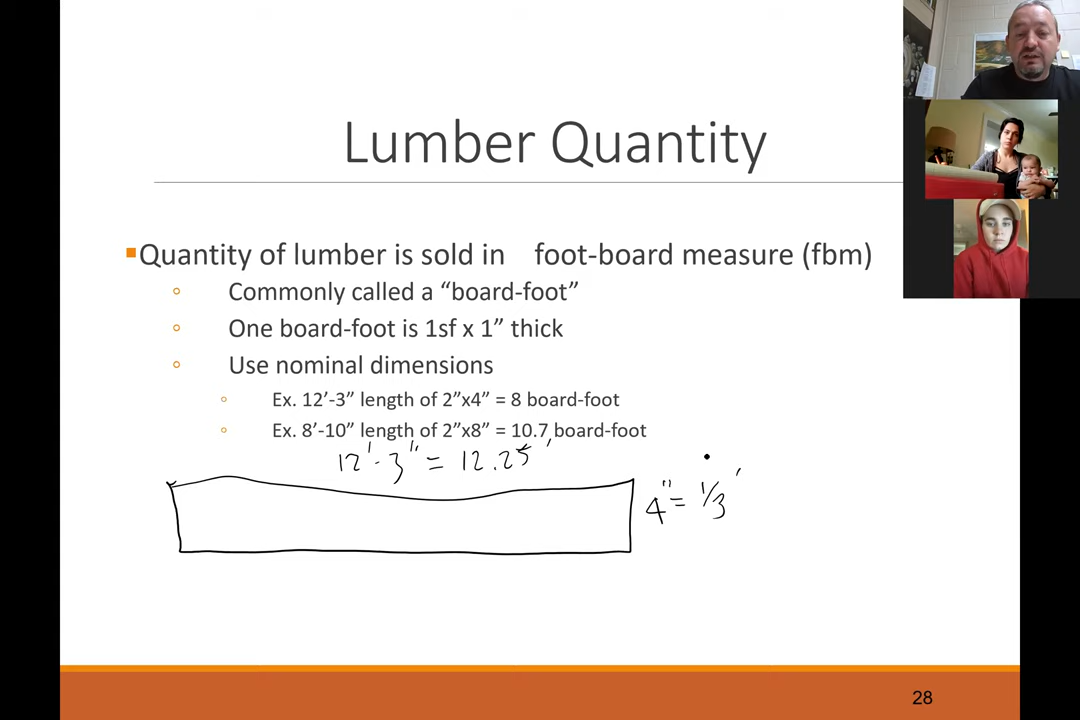 Lumber Quantity
Quantity of lumber is sold in foot-board measure (fbm)
Commonly called a “board-foot”
One board-foot is 1sf x 1” thick
Use nominal dimensions
Ex. 12’-3” length of 2”x4” = 8 board-foot
Ex. 8’-10” length of 2”x8” = 10.7 board-foot
12'-3" = 12.25'
4" = 1/3'
28